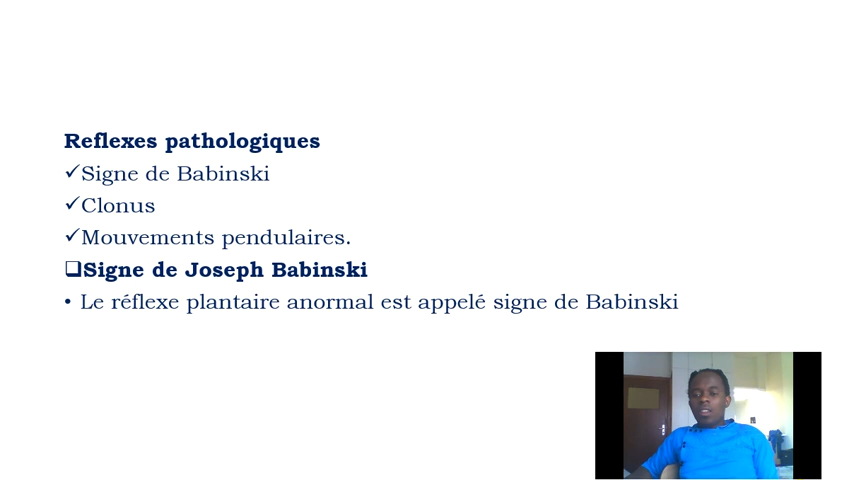 Reflexes pathologiques
✓Signe de Babinski
✓Clonus
✓Mouvements pendulaires.
❑Signe de Joseph Babinski
• Le réflexe plantaire anormal est appelé signe de Babinski